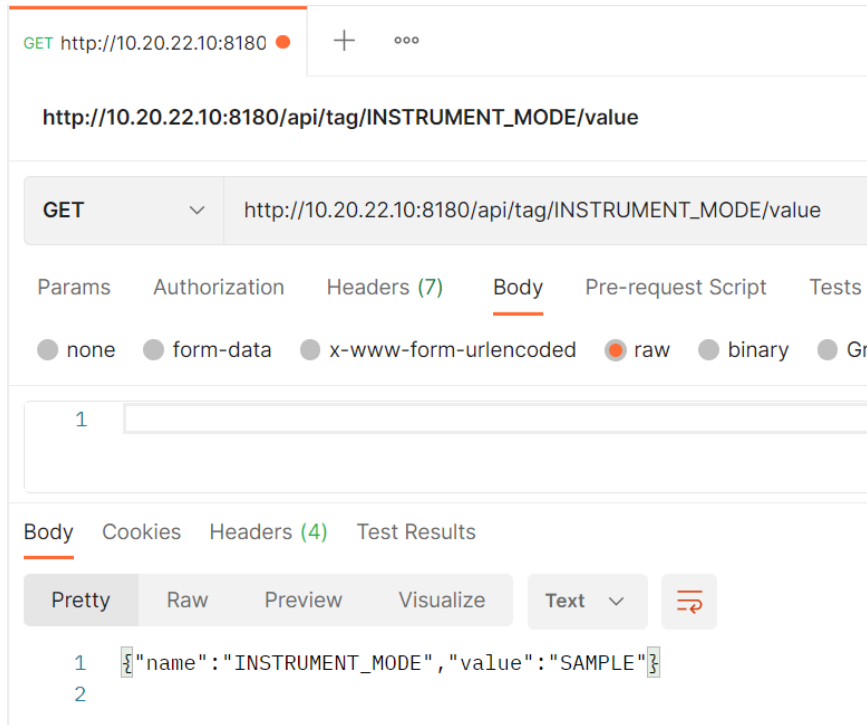 GET http://10.20.22.10:8180
http://10.20.22.10:8180/api/tag/INSTRUMENT_MODE/value
GET http://10.20.22.10:8180/api/tag/INSTRUMENT_MODE/value
Params Authorization Headers (7) Body Pre-request Script Tests
none form-data x-www-form-urlencoded raw binary Gr
1
Body Cookies Headers (4) Test Results
Pretty Raw Preview Visualize Text
1 {"name":"INSTRUMENT_MODE","value":"SAMPLE"}
2